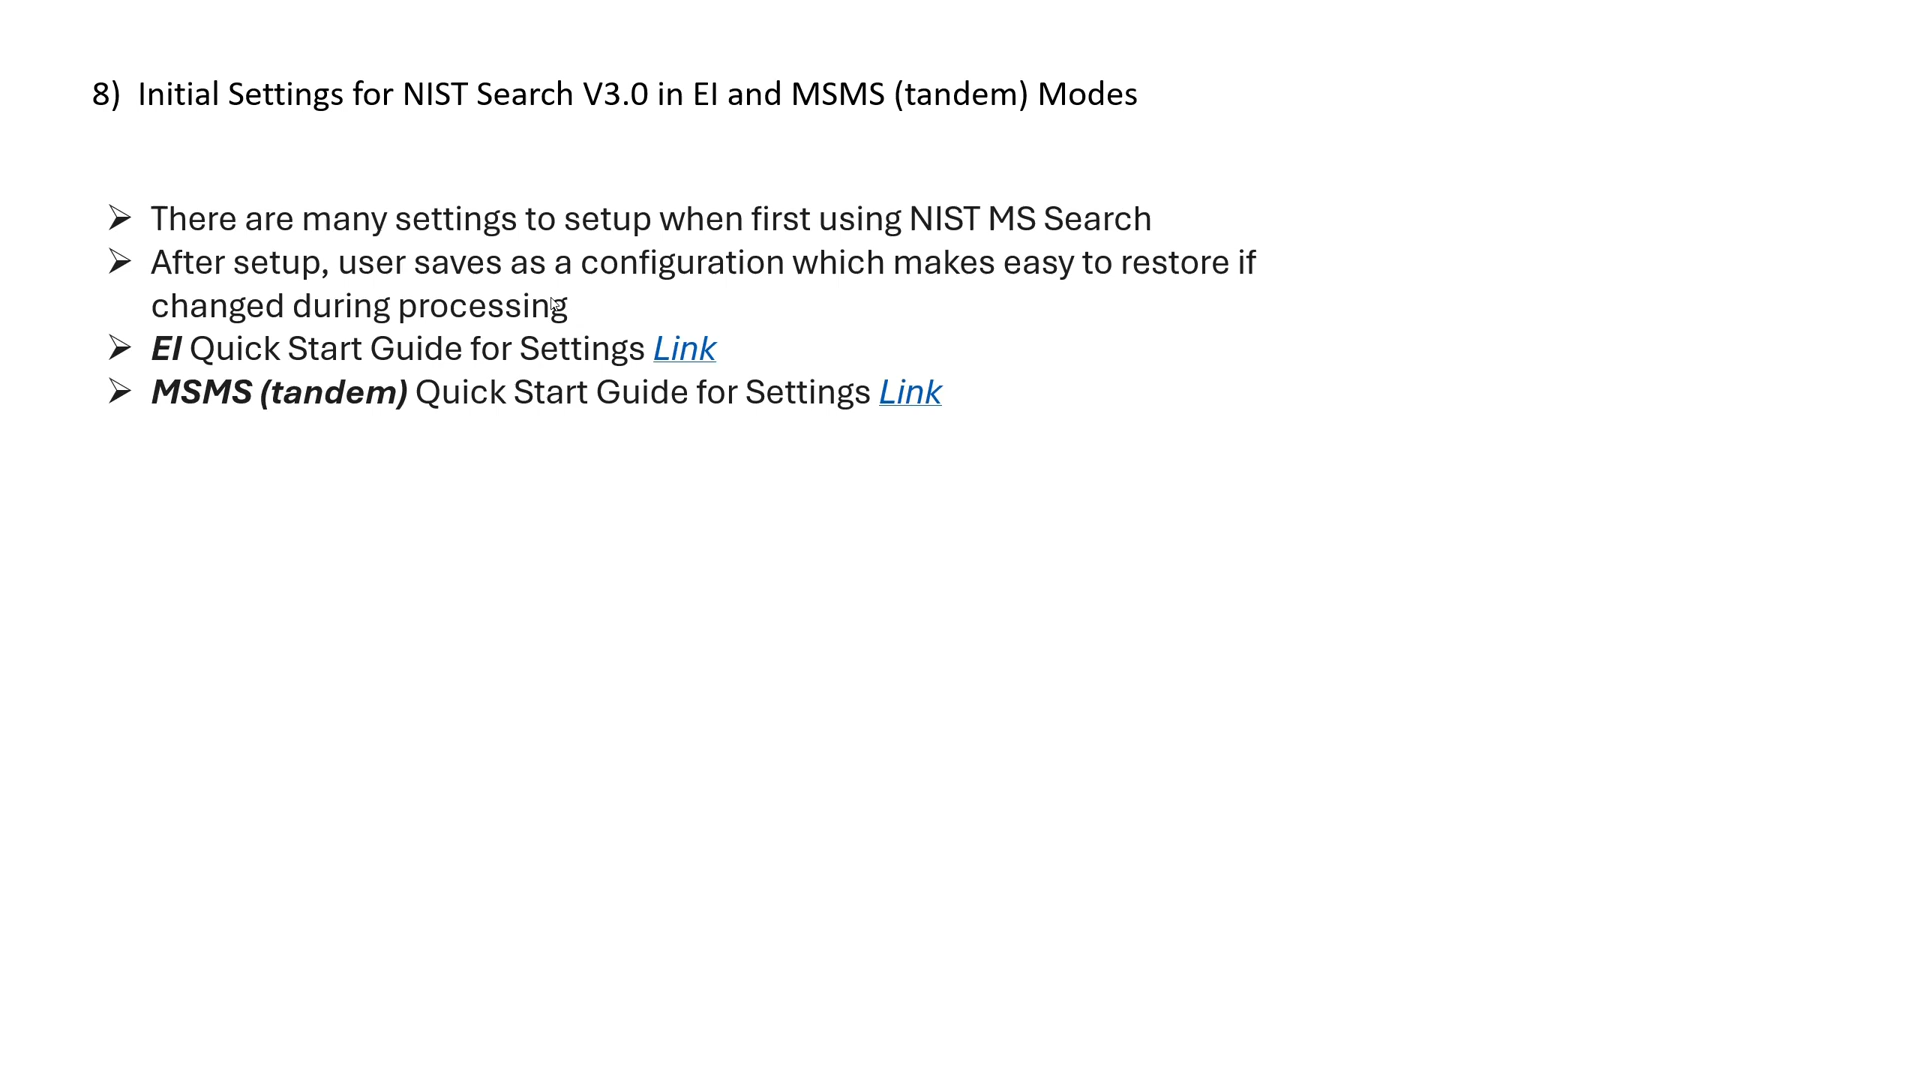 8) Initial Settings for NIST Search V3.0 in EI and MSMS (tandem) Modes
➢ There are many settings to setup when first using NIST MS Search
➢ After setup, user saves as a configuration which makes easy to restore if
changed during processing
➢ EI Quick Start Guide for Settings Link
➢ MSMS (tandem) Quick Start Guide for Settings Link